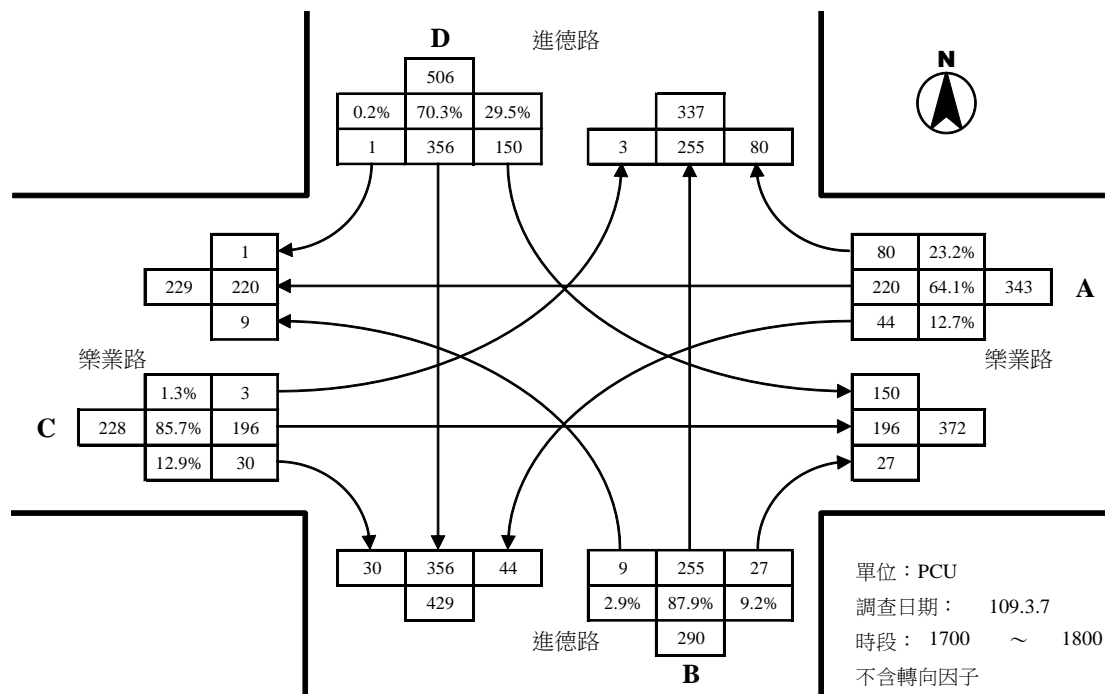 D 進德路
506
0.2% 70.3% 29.5%
1 356 150
337
3 255 80
N
1
229 220
9
樂業路
80 23.2%
220 64.1% 343 A
44 12.7%
樂業路
1.3% 3
C 228 85.7% 196
12.9% 30
150
196 372
27
30 356 44
429
9 255 27
2.9% 87.9% 9.2%
進德路 290
B
單位：PCU
調查日期： 109.3.7
時段： 1700 ～ 1800
不含轉向因子